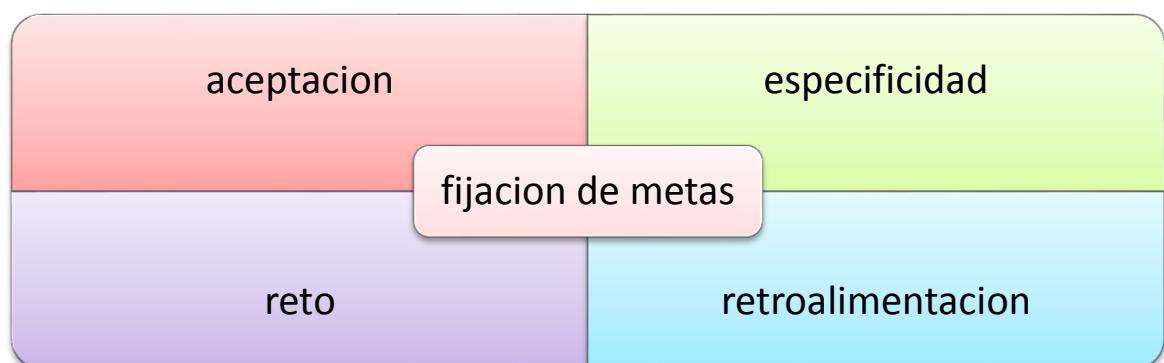 aceptacion
especificidad
fijacion de metas
reto
retroalimentacion